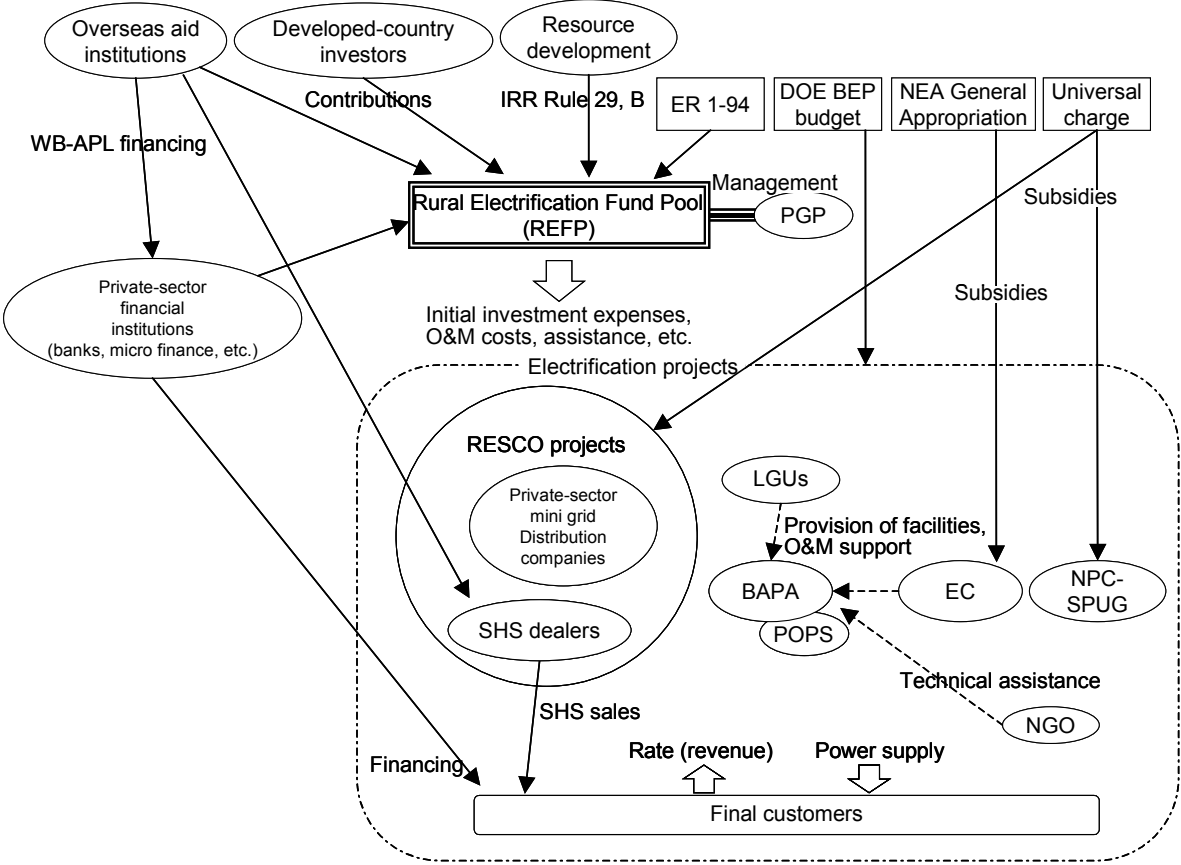 Overseas aid
institutions
Developed-country
investors
Resource
development
Contributions
IRR Rule 29, B
ER 1-94
DOE BEP
budget
NEA General
Appropriation
Universal
charge
WB-APL financing
Rural Electrification Fund Pool
(REFP)
Management
PGP
Subsidies
Subsidies
Private-sector
financial
institutions
(banks, micro finance, etc.)
Initial investment expenses,
O&M costs, assistance, etc.
Electrification projects
RESCO projects
Private-sector
mini grid
Distribution
companies
SHS dealers
LGUs
Provision of facilities,
O&M support
BAPA
POPS
EC
NPC-
SPUG
Technical assistance
NGO
SHS sales
Financing
Rate (revenue)
Power supply
Final customers